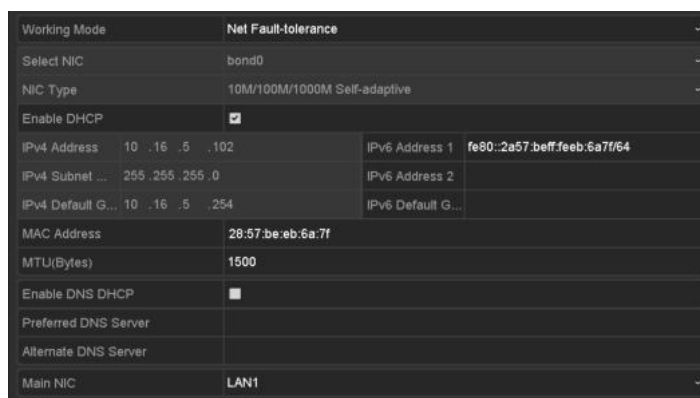 Working Mode Net Fault-tolerance
Select NIC bond0
NIC Type 10M/100M/1000M Self-adaptive
Enable DHCP
IPv4 Address 10 .16 .5 .102 IPv6 Address 1 fe80::2a57:beff:feeb:6a7f/64
IPv4 Subnet ... 255.255.255.0 IPv6 Address 2
IPv4 Default G... 10 .16 .5 .254 IPv6 Default G...
MAC Address 28:57:be:eb:6a:7f
MTU(Bytes) 1500
Enable DNS DHCP
Preferred DNS Server
Alternate DNS Server
Main NIC LAN1